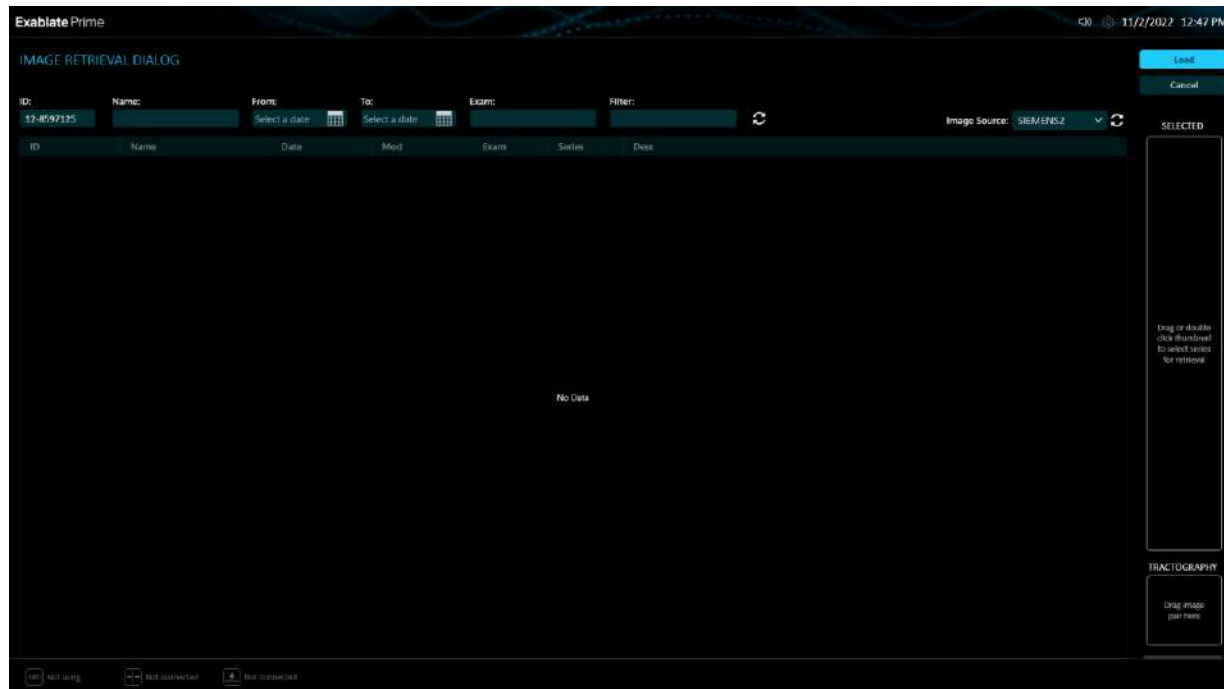 Exablate Prime
11/2/2022 12:47 PM
IMAGE RETRIEVAL DIALOG
Load
Cancel
ID: Name: From: To: Exam: Filter:
12-8597125 Select a date Select a date
Image Source: SIEMENS2
SELECTED
ID Name Date Mod Exam Series Desc
Drag or double
click thumbnail
to select series
for retrieval
No Data
TRACTOGRAPHY
Drag image
pair here
Not using Not connected Not connected